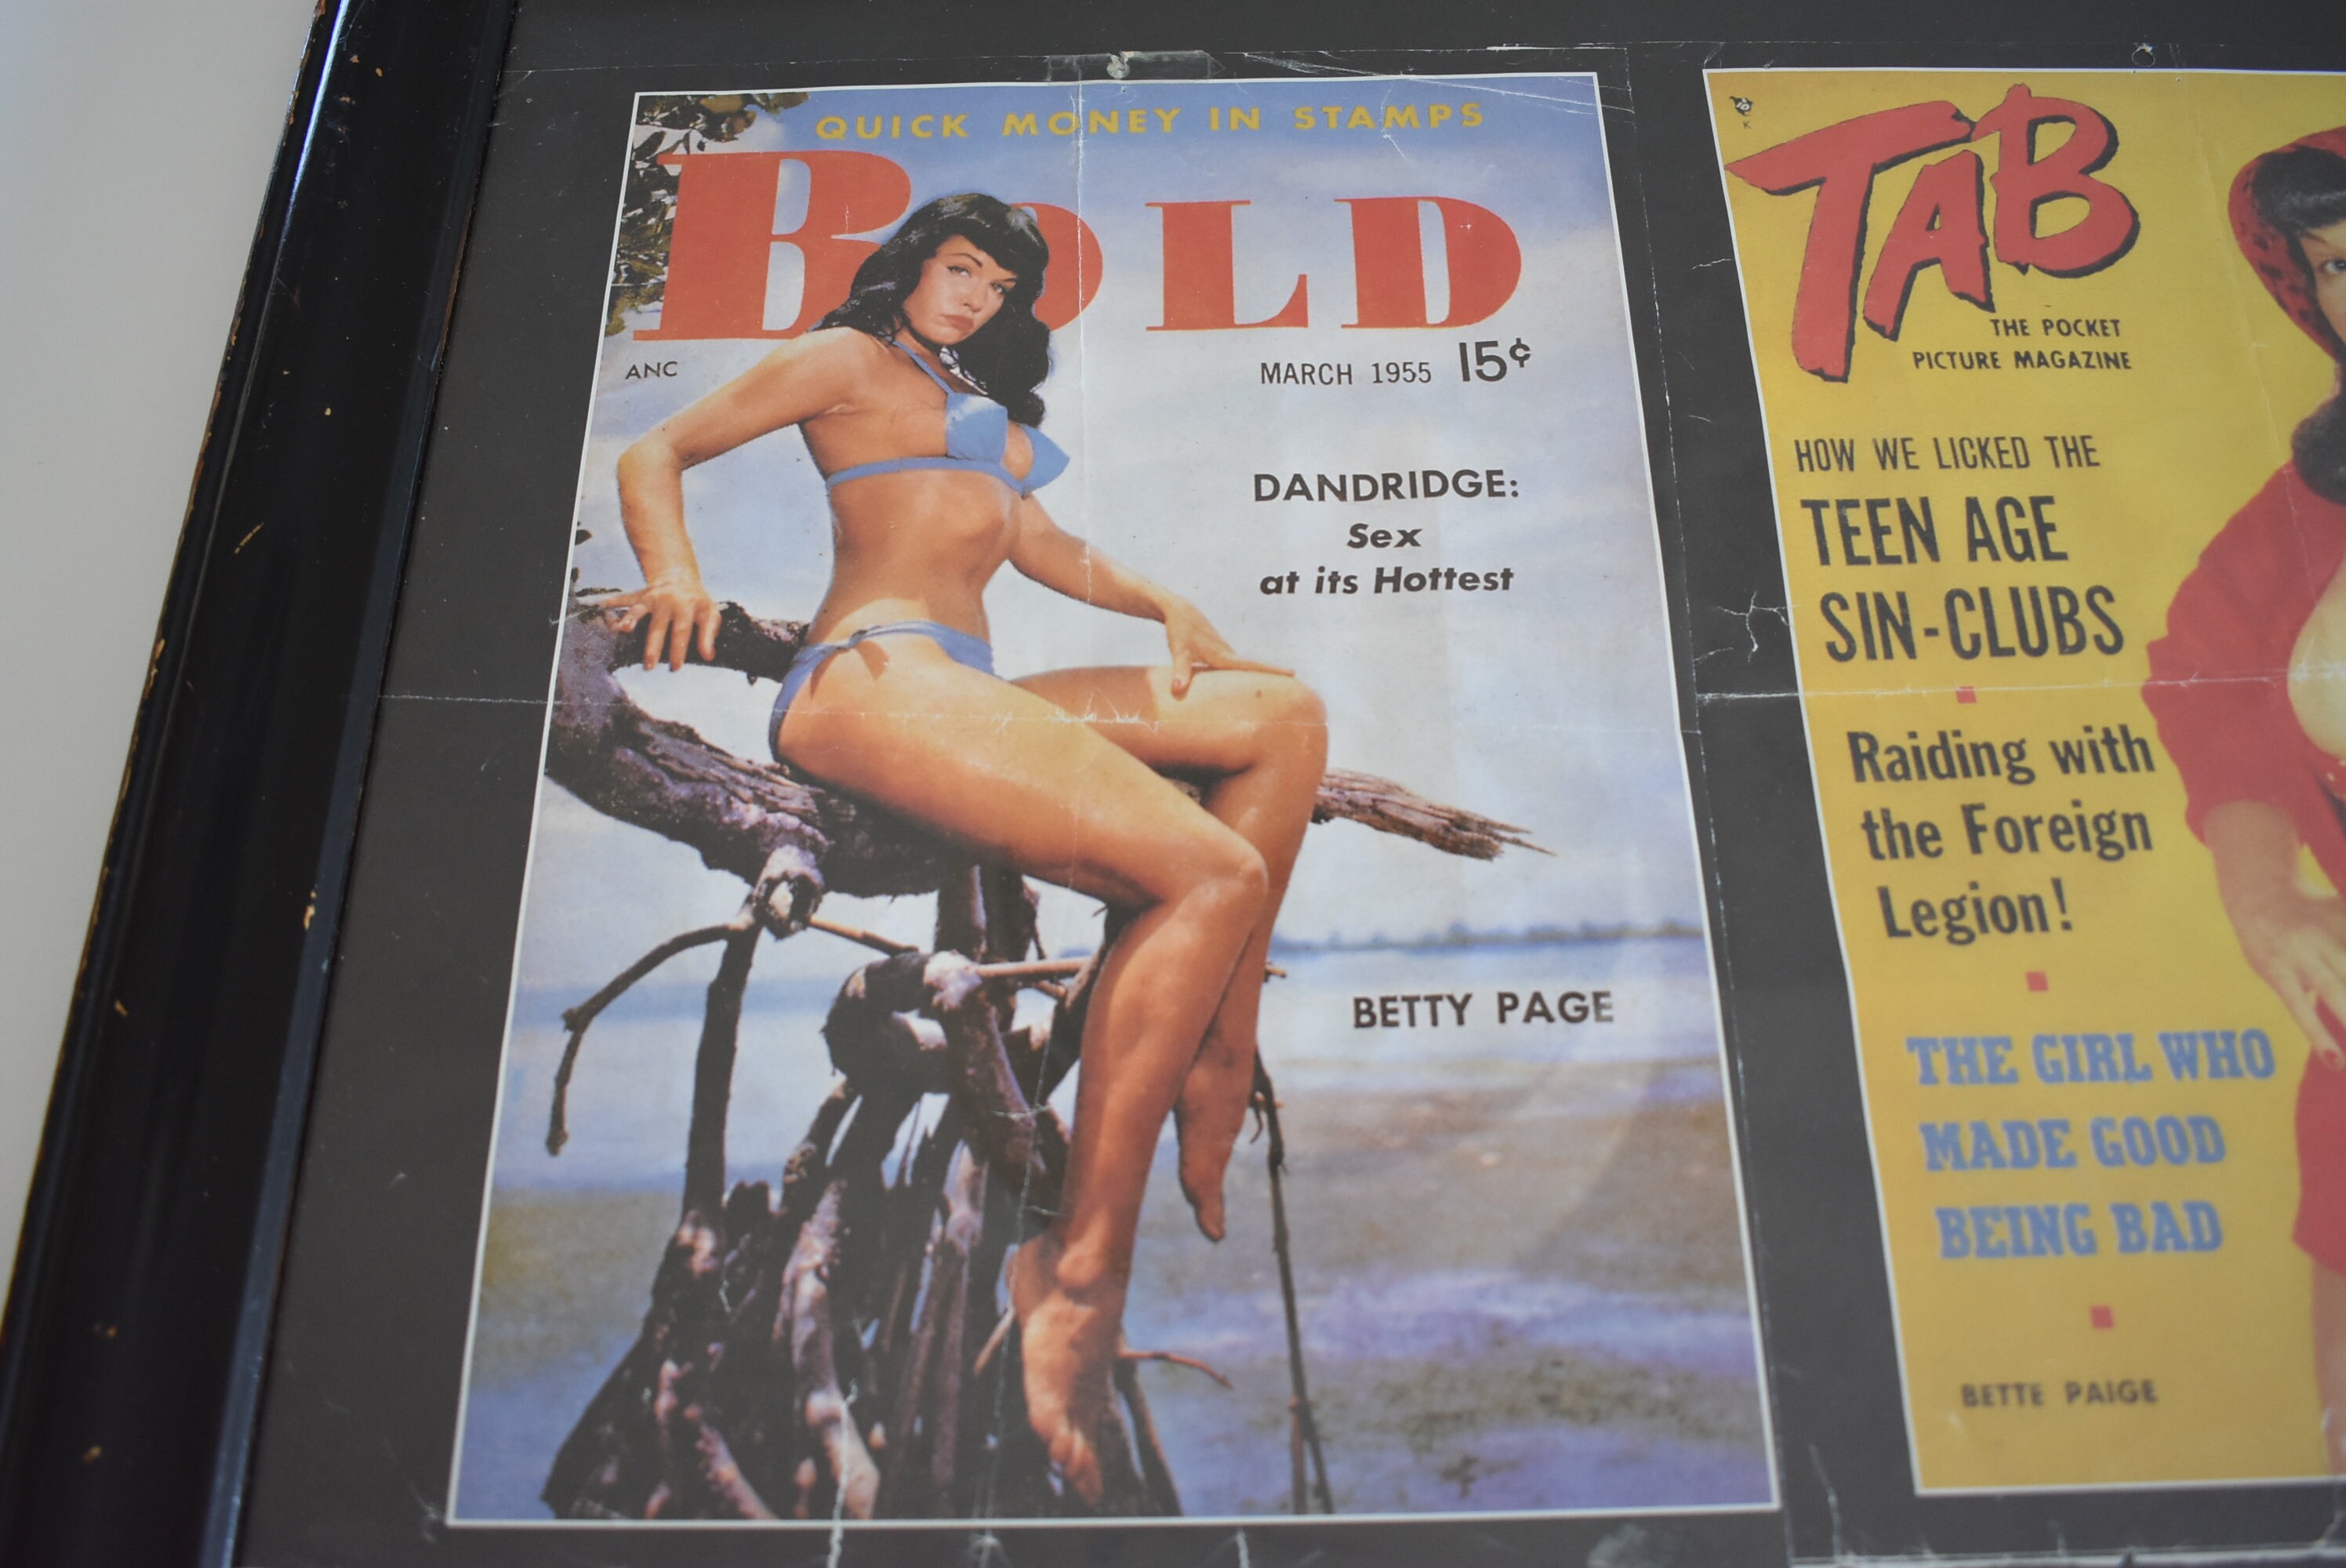 QUICK MONEY IN STAMPS
BOLD
ANC
MARCH 1955 15¢
DANDRIDGE:
Sex
at its Hottest
BETTY PAGE
K
TAB
THE POCKET
PICTURE MAGAZINE
HOW WE LICKED THE
TEEN AGE
SIN-CLUBS
Raiding with
the Foreign
Legion!
THE GIRL WHO
MADE GOOD
BEING BAD
BETTE PAIGE